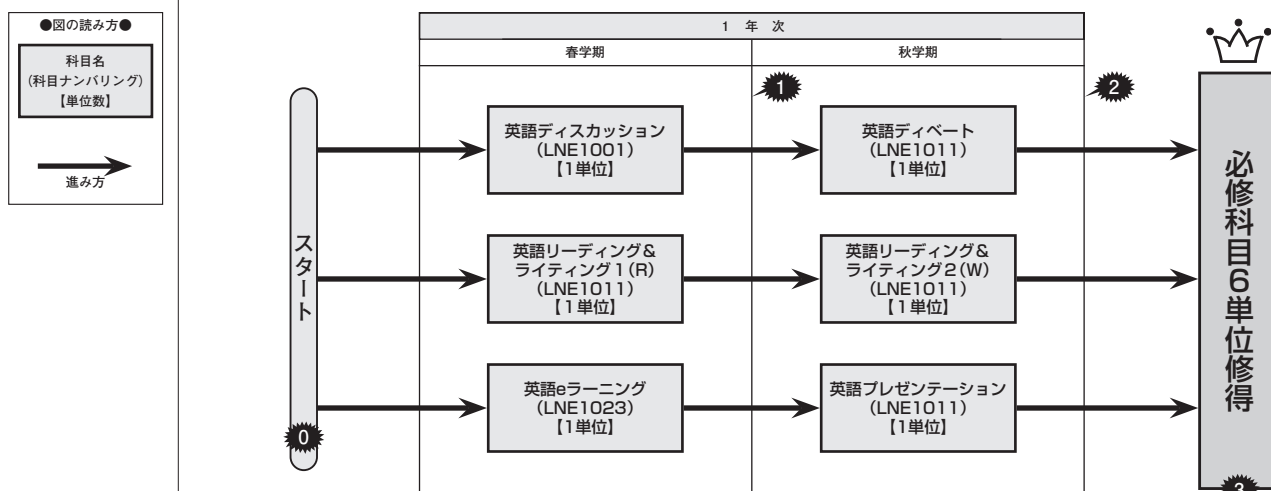 ●図の読み方●
科目名
(科目ナンバリング)
【単位数】
進み方
1 年 次
春学期
秋学期
1
2
スタート
0
英語ディスカッション
(LNE1001)
【1単位】
英語ディベート
(LNE1011)
【1単位】
英語リーディング&
ライティング1(R)
(LNE1011)
【1単位】
英語リーディング&
ライティング2(W)
(LNE1011)
【1単位】
英語eラーニング
(LNE1023)
【1単位】
英語プレゼンテーション
(LNE1011)
【1単位】
必修科目6単位修得
3